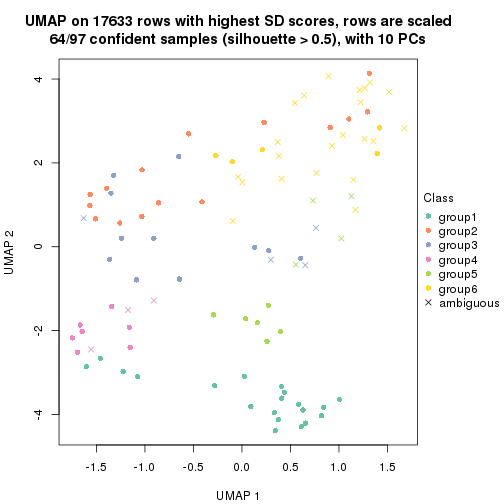 UMAP on 17633 rows with highest SD scores, rows are scaled
64/97 confident samples (silhouette > 0.5), with 10 PCs
4
2
0
-2
-4
UMAP 2
-1.5
-1.0
-0.5
0.0
0.5
1.0
1.5
UMAP 1
Class
group1
group2
group3
group4
group5
group6
ambiguous